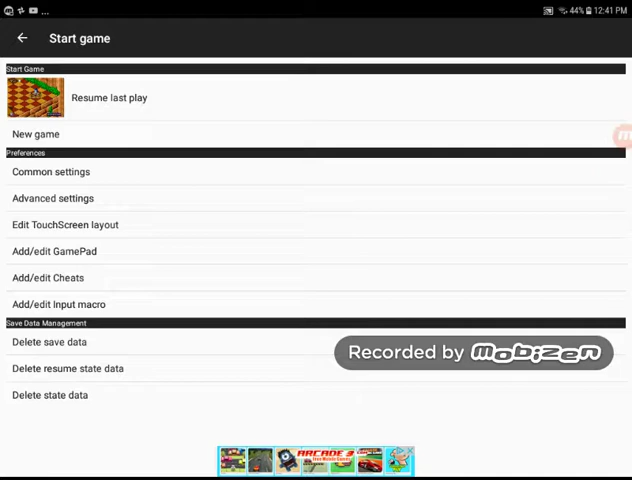 ... 44% 12:41 PM
Start game
Start Game
Resume last play
New game
Preferences
Common settings
Advanced settings
Edit TouchScreen layout
Add/edit GamePad
Add/edit Cheats
Add/edit Input macro
Save Data Management
Delete save data
Recorded by mobizen
Delete resume state data
Delete state data
ARCADE 3